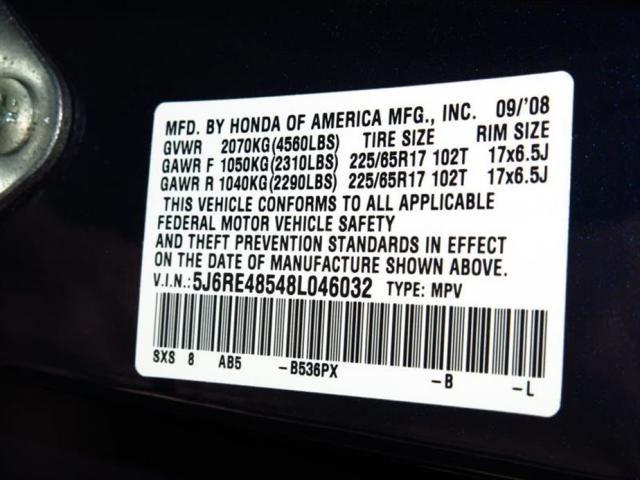 MFD. BY HONDA OF AMERICA MFG., INC. 09/'08
GVWR 2070KG(4560LBS) TIRE SIZE RIM SIZE
GAWR F 1050KG(2310LBS) 225/65R17 102T 17x6.5J
GAWR R 1040KG(2290LBS) 225/65R17 102T 17x6.5J
THIS VEHICLE CONFORMS TO ALL APPLICABLE
FEDERAL MOTOR VEHICLE SAFETY
AND THEFT PREVENTION STANDARDS IN EFFECT
ON THE DATE OF MANUFACTURE SHOWN ABOVE.
V.I.N.: 5J6RE48548L046032 TYPE: MPV
SXS 8 AB5 -B536PX -B -L